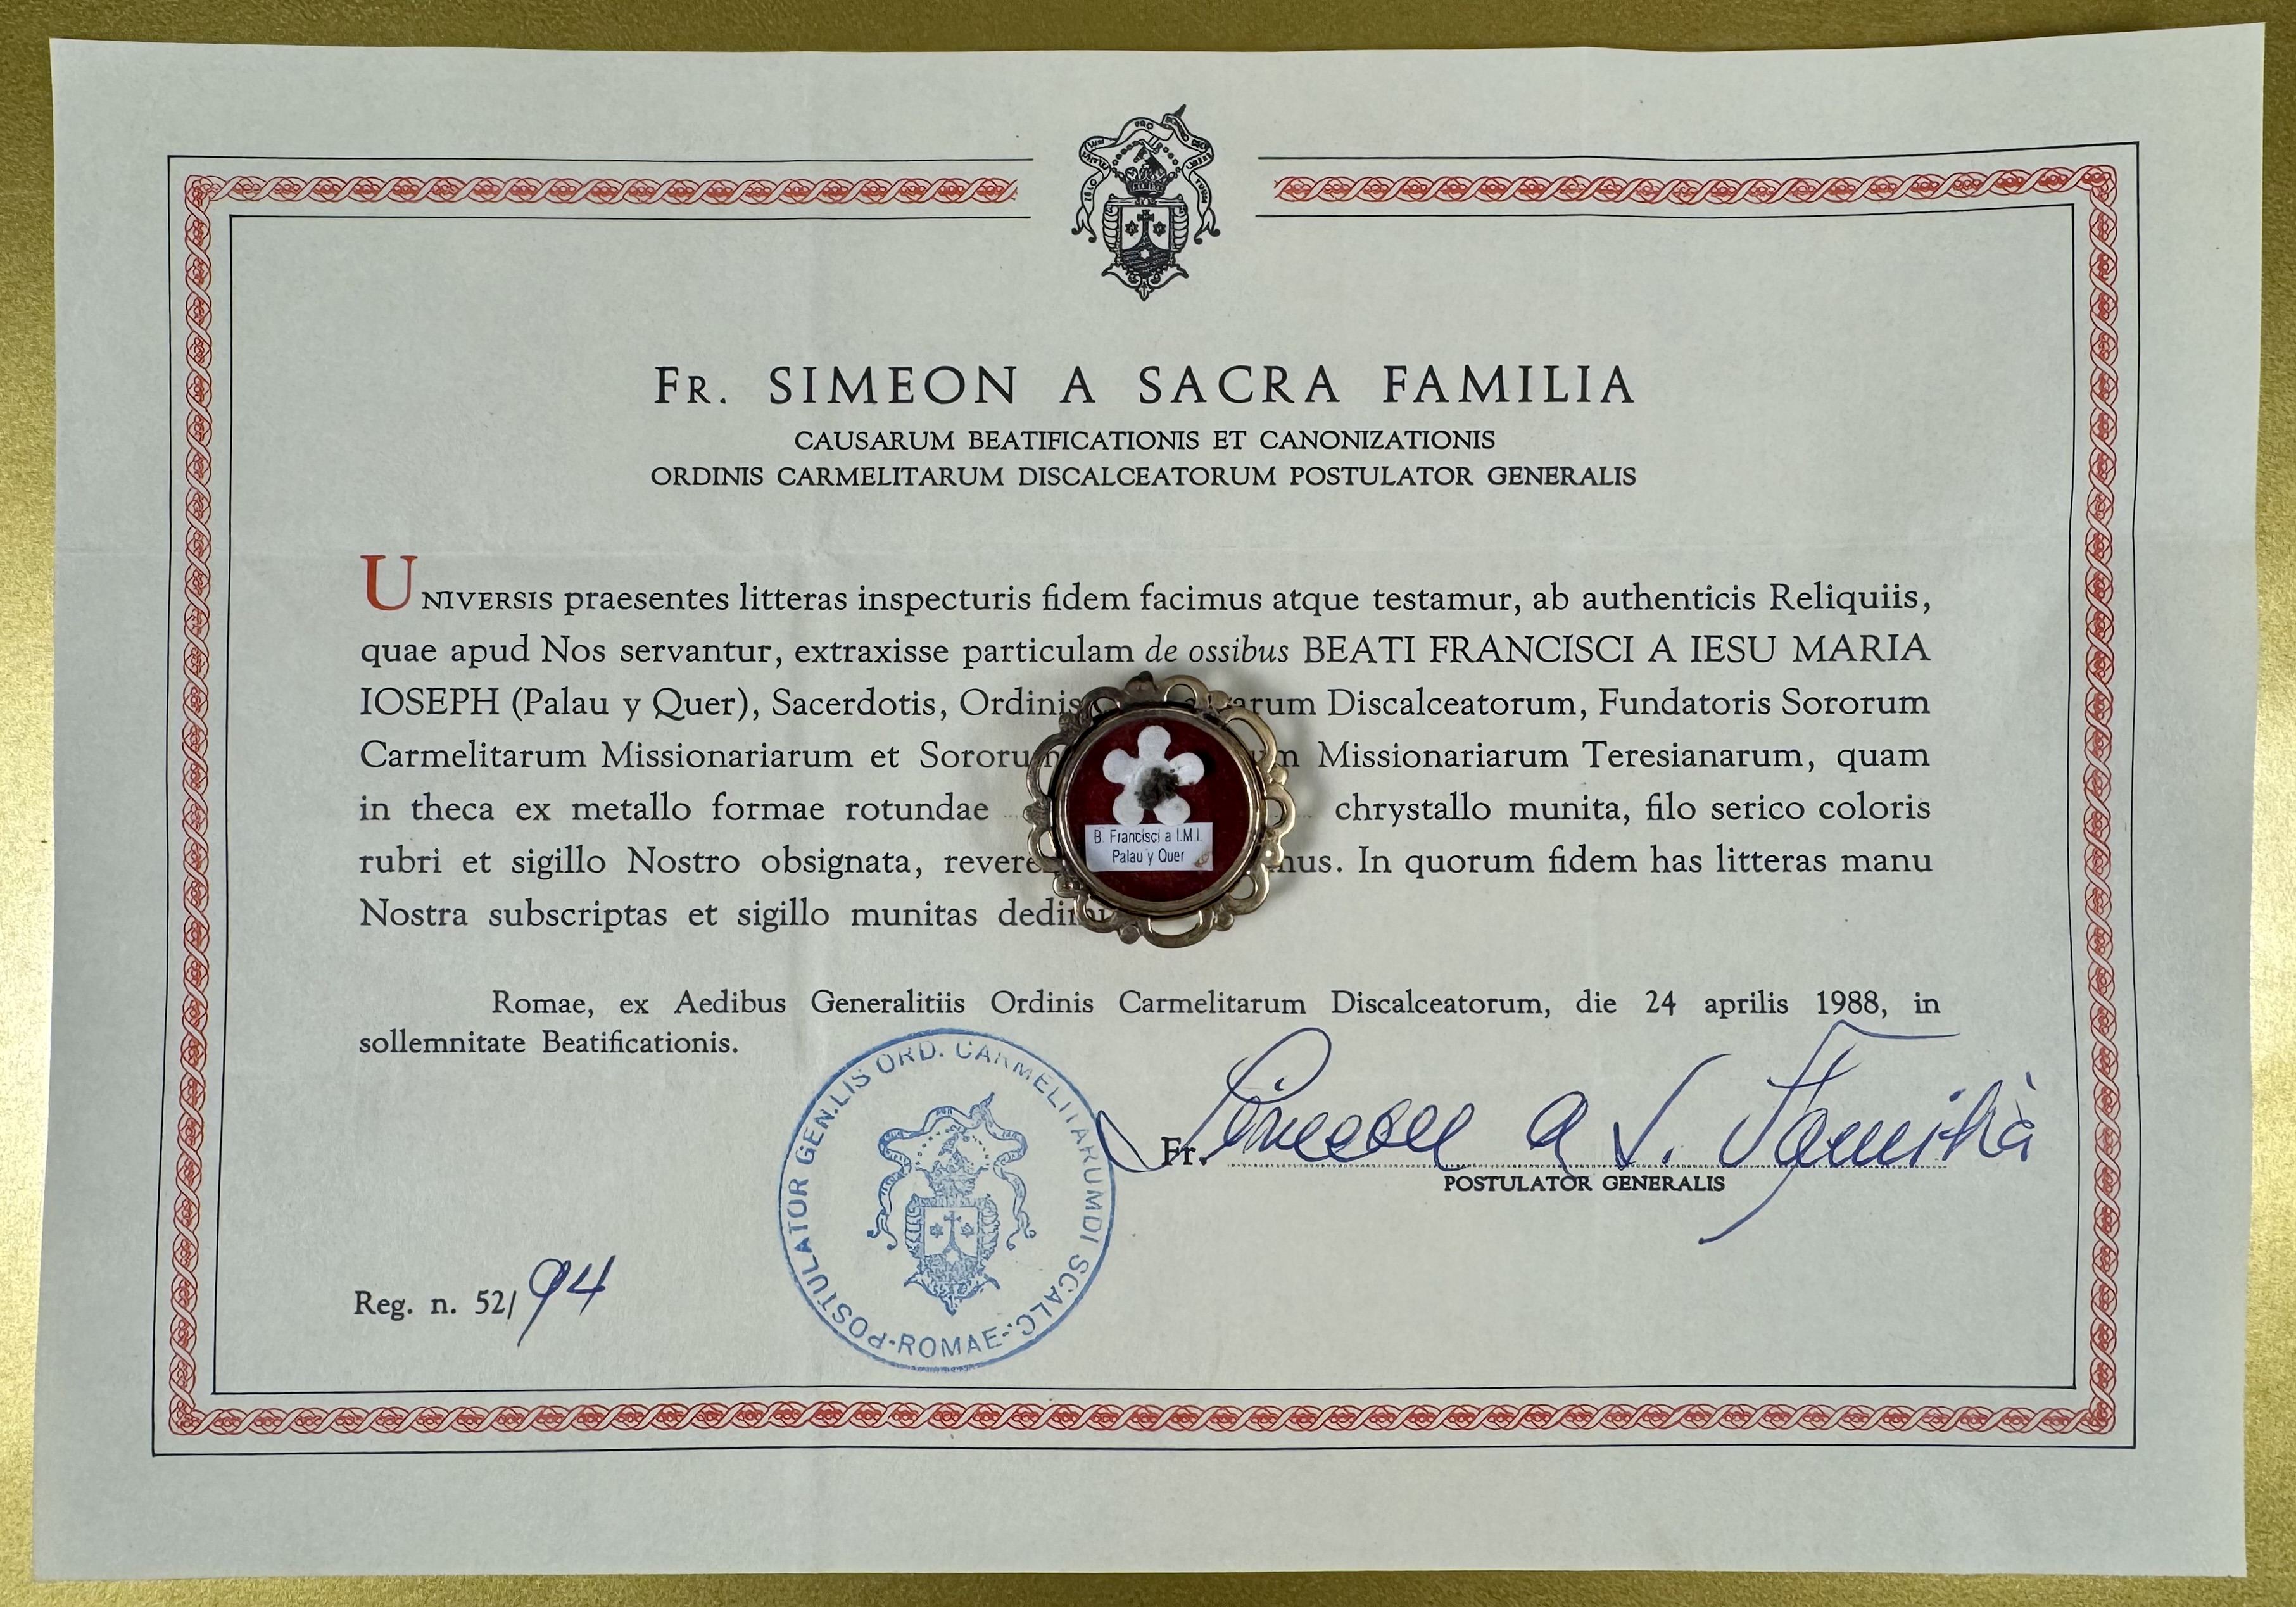 FR. SIMEON A SACRA FAMILIA
CAUSARUM BEATIFICATIONIS ET CANONIZATIONIS
ORDINIS CARMELITARUM DISCALCEATORUM POSTULATOR GENERALIS
UNIVERSIS praesentes litteras inspecturis fidem facimus atque testamur, ab authenticis Reliquiis,
quae apud Nos servantur, extraxisse particulam de ossibus BEATI FRANCISCI A IESU MARIA
IOSEPH (Palau y Quer), Sacerdotis, Ordinis Discalceatorum, Fundatoris Sororum
Carmelitarum Missionariarum et Missionariarum Teresianarum, quam
in theca ex metallo formae rotundae chrystallo munita, filo serico coloris
rubri et sigillo Nostro obsignata, In quorum fidem has litteras manu
Nostra subscriptas et sigillo munitas
B. Francisci a I.M.I.
Palau y Quer
Romae, ex Aedibus Generalitiis Ordinis Carmelitarum Discalceatorum, die 24 aprilis 1988, in
sollemnitate Beatificationis.
POSTULATOR GEN.LIS ORD. CARMELITARUM DISCALC. -ROMAE-
Fr. Simeon a S. Familia
POSTULATOR GENERALIS
Reg. n. 52/94